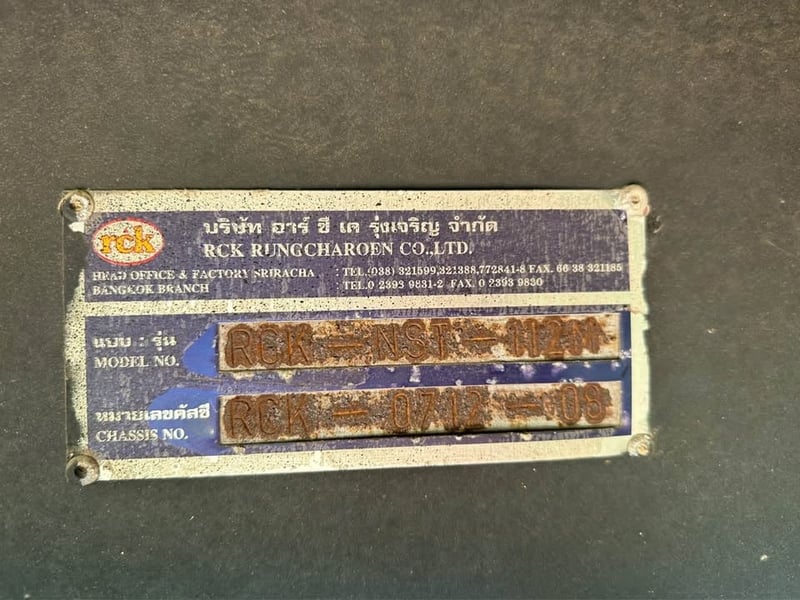 rck
บริษัท อาร์ ซี เค รุ่งเจริญ จำกัด
RCK RUNGCHAROEN CO.,LTD.
HEAD OFFICE & FACTORY SRIRACHA : TEL.(038) 321599,321388,772841-8 FAX. 66 38 321185
BANGKOK BRANCH TEL.0 2393 9831-2 FAX. 0 2393 9830
แบบ : รุ่น
MODEL NO. RCK-NST-112M
หมายเลขคัสซี
CHASSIS NO. RCK-0712-08